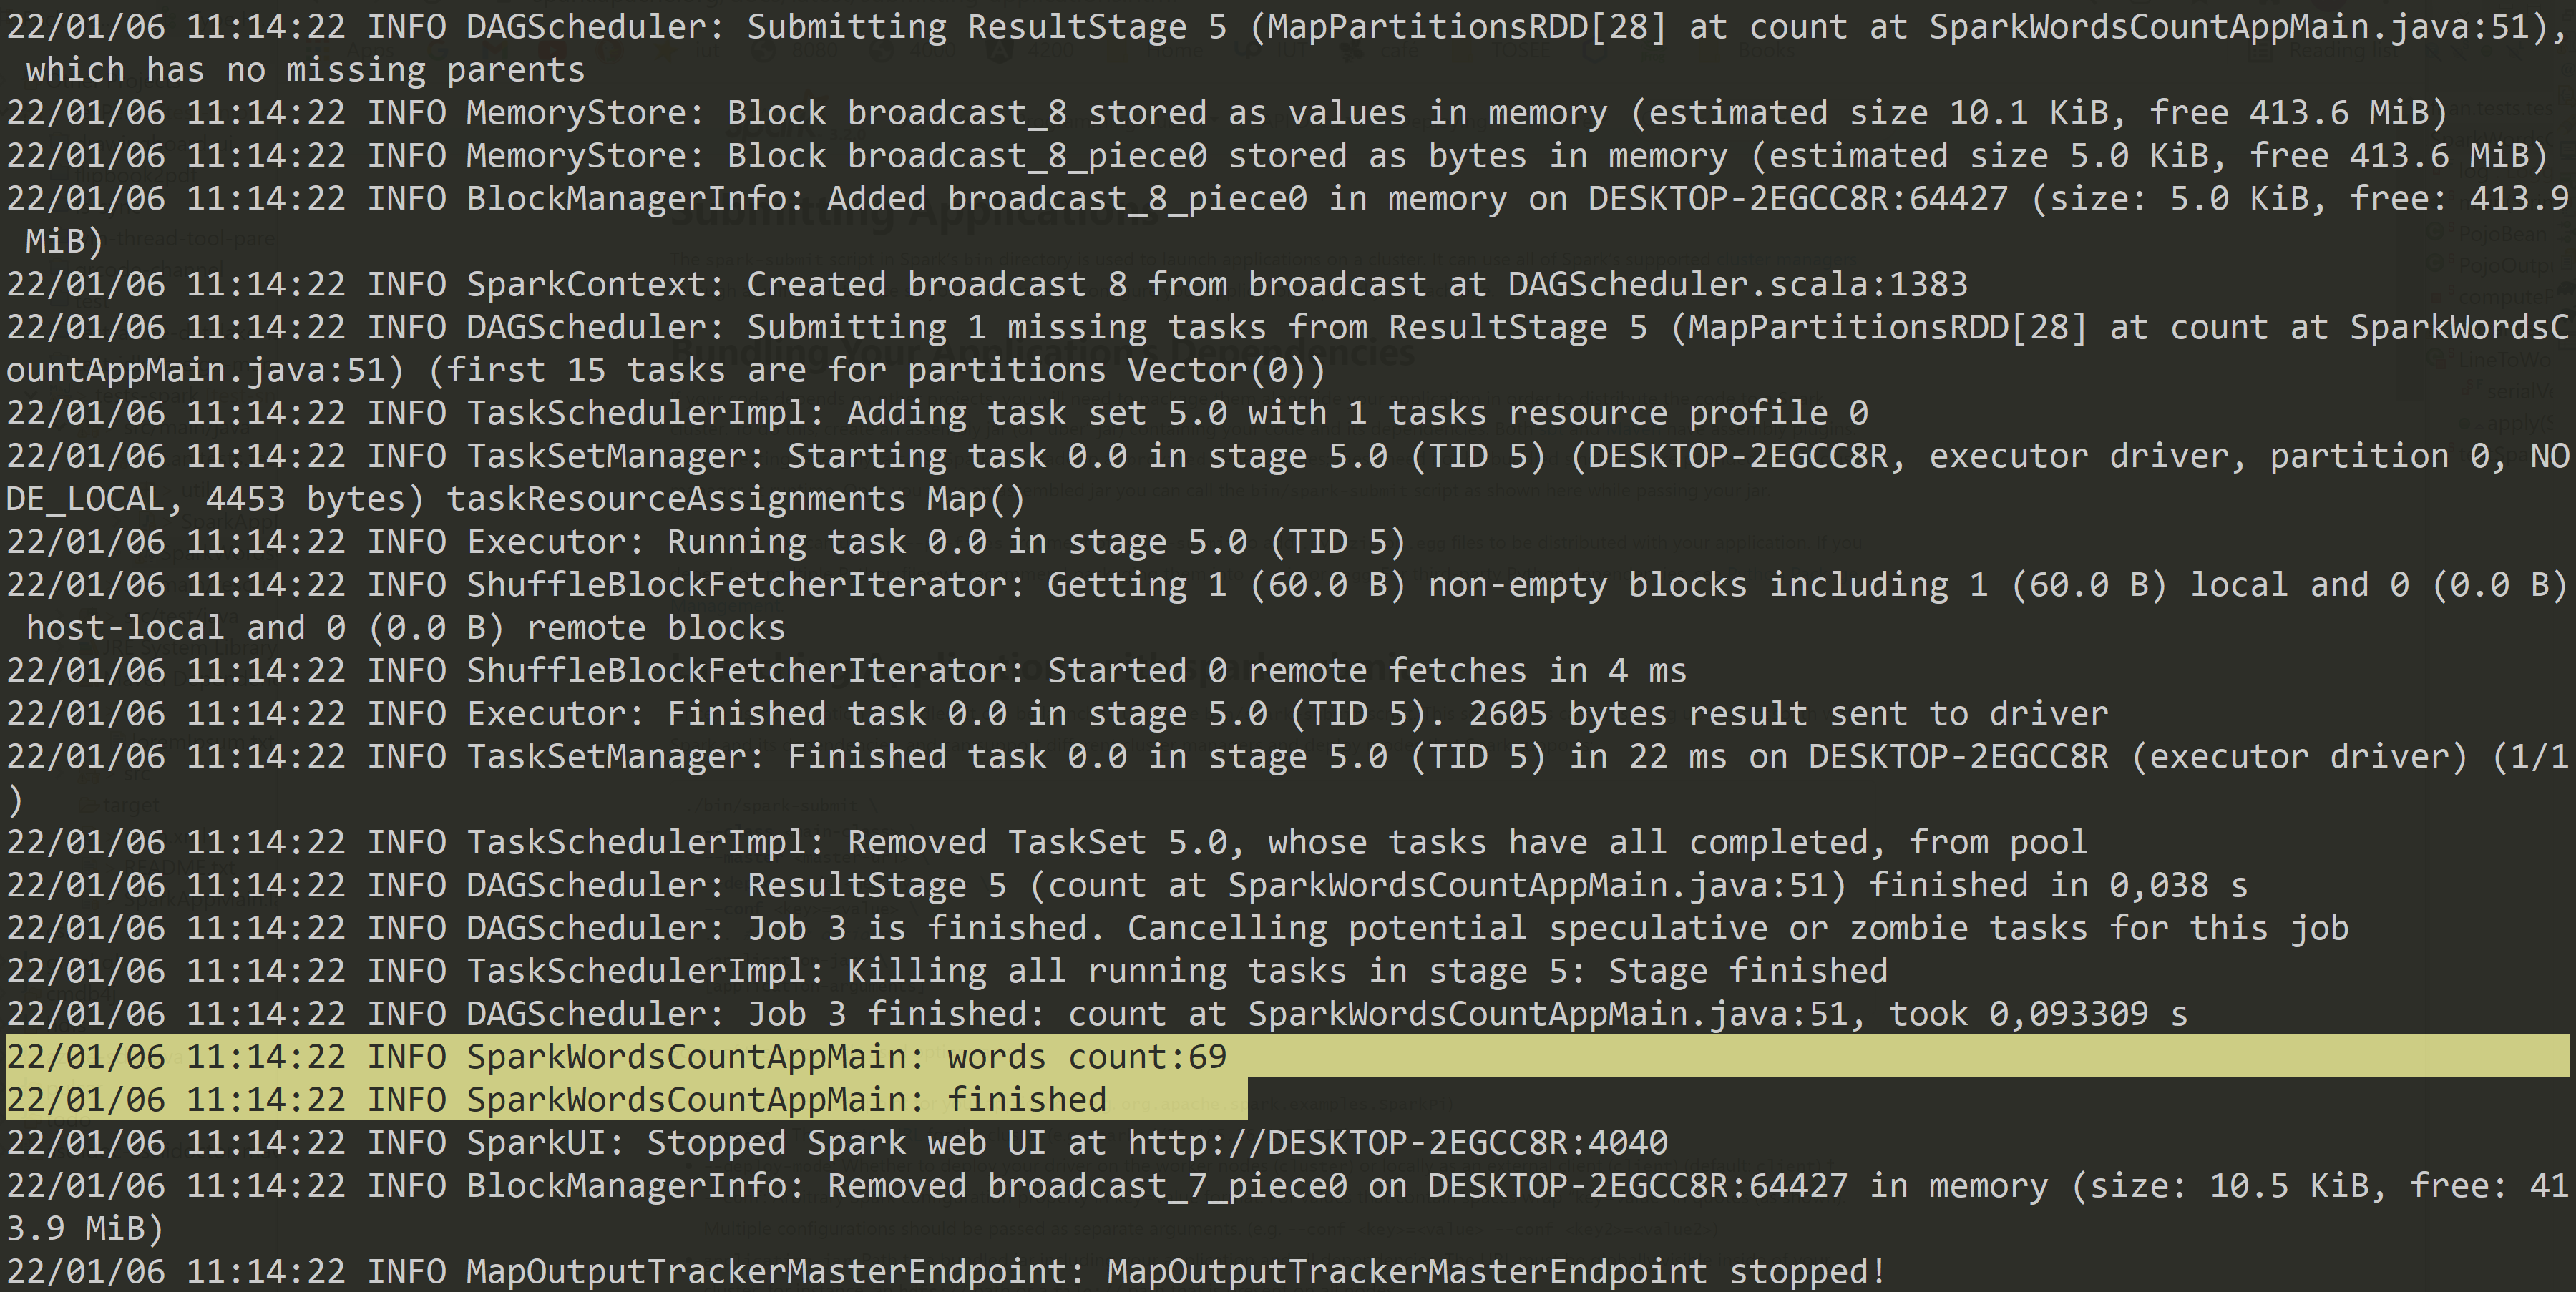 22/01/06 11:14:22 INFO DAGScheduler: Submitting ResultStage 5 (MapPartitionsRDD[28] at count at SparkWordsCountAppMain.java:51),
 which has no missing parents
22/01/06 11:14:22 INFO MemoryStore: Block broadcast_8 stored as values in memory (estimated size 10.1 KiB, free 413.6 MiB)
22/01/06 11:14:22 INFO MemoryStore: Block broadcast_8_piece0 stored as bytes in memory (estimated size 5.0 KiB, free 413.6 MiB)
22/01/06 11:14:22 INFO BlockManagerInfo: Added broadcast_8_piece0 in memory on DESKTOP-2EGCC8R:64427 (size: 5.0 KiB, free: 413.9
 MiB)
22/01/06 11:14:22 INFO SparkContext: Created broadcast 8 from broadcast at DAGScheduler.scala:1383
22/01/06 11:14:22 INFO DAGScheduler: Submitting 1 missing tasks from ResultStage 5 (MapPartitionsRDD[28] at count at SparkWordsC
ountAppMain.java:51) (first 15 tasks are for partitions Vector(0))
22/01/06 11:14:22 INFO TaskSchedulerImpl: Adding task set 5.0 with 1 tasks resource profile 0
22/01/06 11:14:22 INFO TaskSetManager: Starting task 0.0 in stage 5.0 (TID 5) (DESKTOP-2EGCC8R, executor driver, partition 0, NO
DE_LOCAL, 4453 bytes) taskResourceAssignments Map()
22/01/06 11:14:22 INFO Executor: Running task 0.0 in stage 5.0 (TID 5)
22/01/06 11:14:22 INFO ShuffleBlockFetcherIterator: Getting 1 (60.0 B) non-empty blocks including 1 (60.0 B) local and 0 (0.0 B)
 host-local and 0 (0.0 B) remote blocks
22/01/06 11:14:22 INFO ShuffleBlockFetcherIterator: Started 0 remote fetches in 4 ms
22/01/06 11:14:22 INFO Executor: Finished task 0.0 in stage 5.0 (TID 5). 2605 bytes result sent to driver
22/01/06 11:14:22 INFO TaskSetManager: Finished task 0.0 in stage 5.0 (TID 5) in 22 ms on DESKTOP-2EGCC8R (executor driver) (1/1
)
22/01/06 11:14:22 INFO TaskSchedulerImpl: Removed TaskSet 5.0, whose tasks have all completed, from pool
22/01/06 11:14:22 INFO DAGScheduler: ResultStage 5 (count at SparkWordsCountAppMain.java:51) finished in 0,038 s
22/01/06 11:14:22 INFO DAGScheduler: Job 3 is finished. Cancelling potential speculative or zombie tasks for this job
22/01/06 11:14:22 INFO TaskSchedulerImpl: Killing all running tasks in stage 5: Stage finished
22/01/06 11:14:22 INFO DAGScheduler: Job 3 finished: count at SparkWordsCountAppMain.java:51, took 0,093309 s
22/01/06 11:14:22 INFO SparkWordsCountAppMain: words count:69
22/01/06 11:14:22 INFO SparkWordsCountAppMain: finished
22/01/06 11:14:22 INFO SparkUI: Stopped Spark web UI at http://DESKTOP-2EGCC8R:4040
22/01/06 11:14:22 INFO BlockManagerInfo: Removed broadcast_7_piece0 on DESKTOP-2EGCC8R:64427 in memory (size: 10.5 KiB, free: 41
3.9 MiB)
22/01/06 11:14:22 INFO MapOutputTrackerMasterEndpoint: MapOutputTrackerMasterEndpoint stopped!